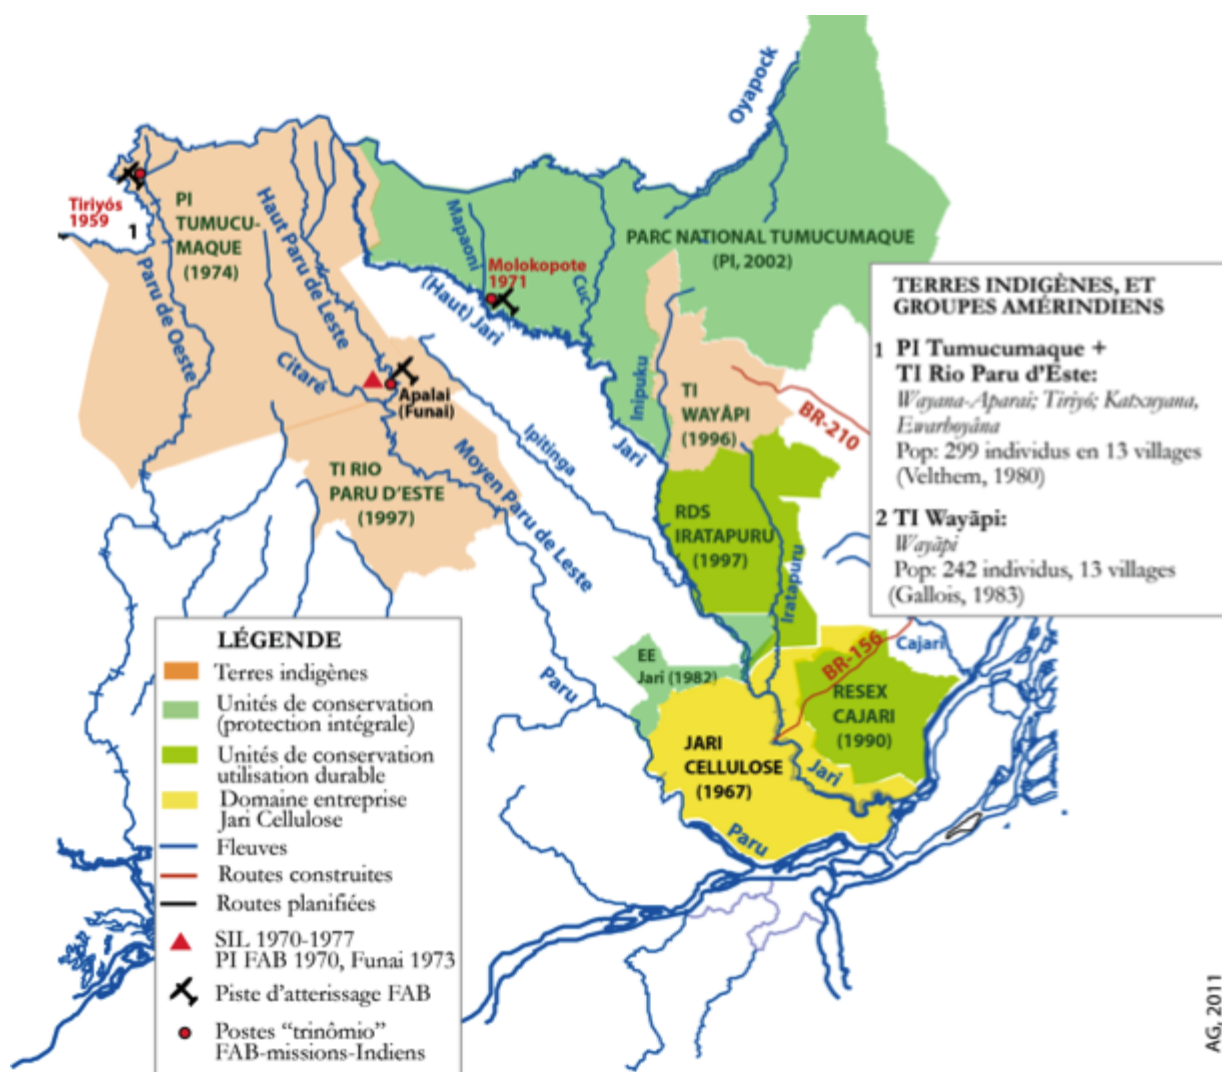 Oyapock
Tiriyós
1959
1
PI
TUMUCU-
MAQUE
(1974)
Haut Paru de Leste
Paru de Oeste
Citaré
Mapaoni
Molokopote
1971
(Haut) Jari
Cuc
PARC NATIONAL TUMUCUMAQUE
(PI, 2002)
Apalai
(Funai)
Inipuku
TI
WAYÂPI
(1996)
BR-210
Jari
Ipitinga
Moyen Paru de Leste
TI RIO
PARU D'ESTE
(1997)
RDS
IRATAPURU
(1997)
Iratapuru
TERRES INDIGÈNES, ET
GROUPES AMÉRINDIENS
1 PI Tumucumaque +
TI Rio Paru d'Este:
Wayana-Aparai; Tiriyó; Katxuyana,
Ewarhoyâna
Pop: 299 individus en 13 villages
(Velthem, 1980)
2 TI Wayãpi:
Wayãpi
Pop: 242 individus, 13 villages
(Gallois, 1983)
EE
Jari (1982)
Paru
BR-156
Cajari
RESEX
CAJARI
(1990)
JARI
CELLULOSE
(1967)
Jari
Paru
LÉGENDE
Terres indigènes
Unités de conservation
(protection intégrale)
Unités de conservation
utilisation durable
Domaine entreprise
Jari Cellulose
Fleuves
Routes construites
Routes planifiées
SIL 1970-1977
PI FAB 1970, Funai 1973
Piste d'atterissage FAB
Postes "trinômio"
FAB-missions-Indiens
AG, 2011